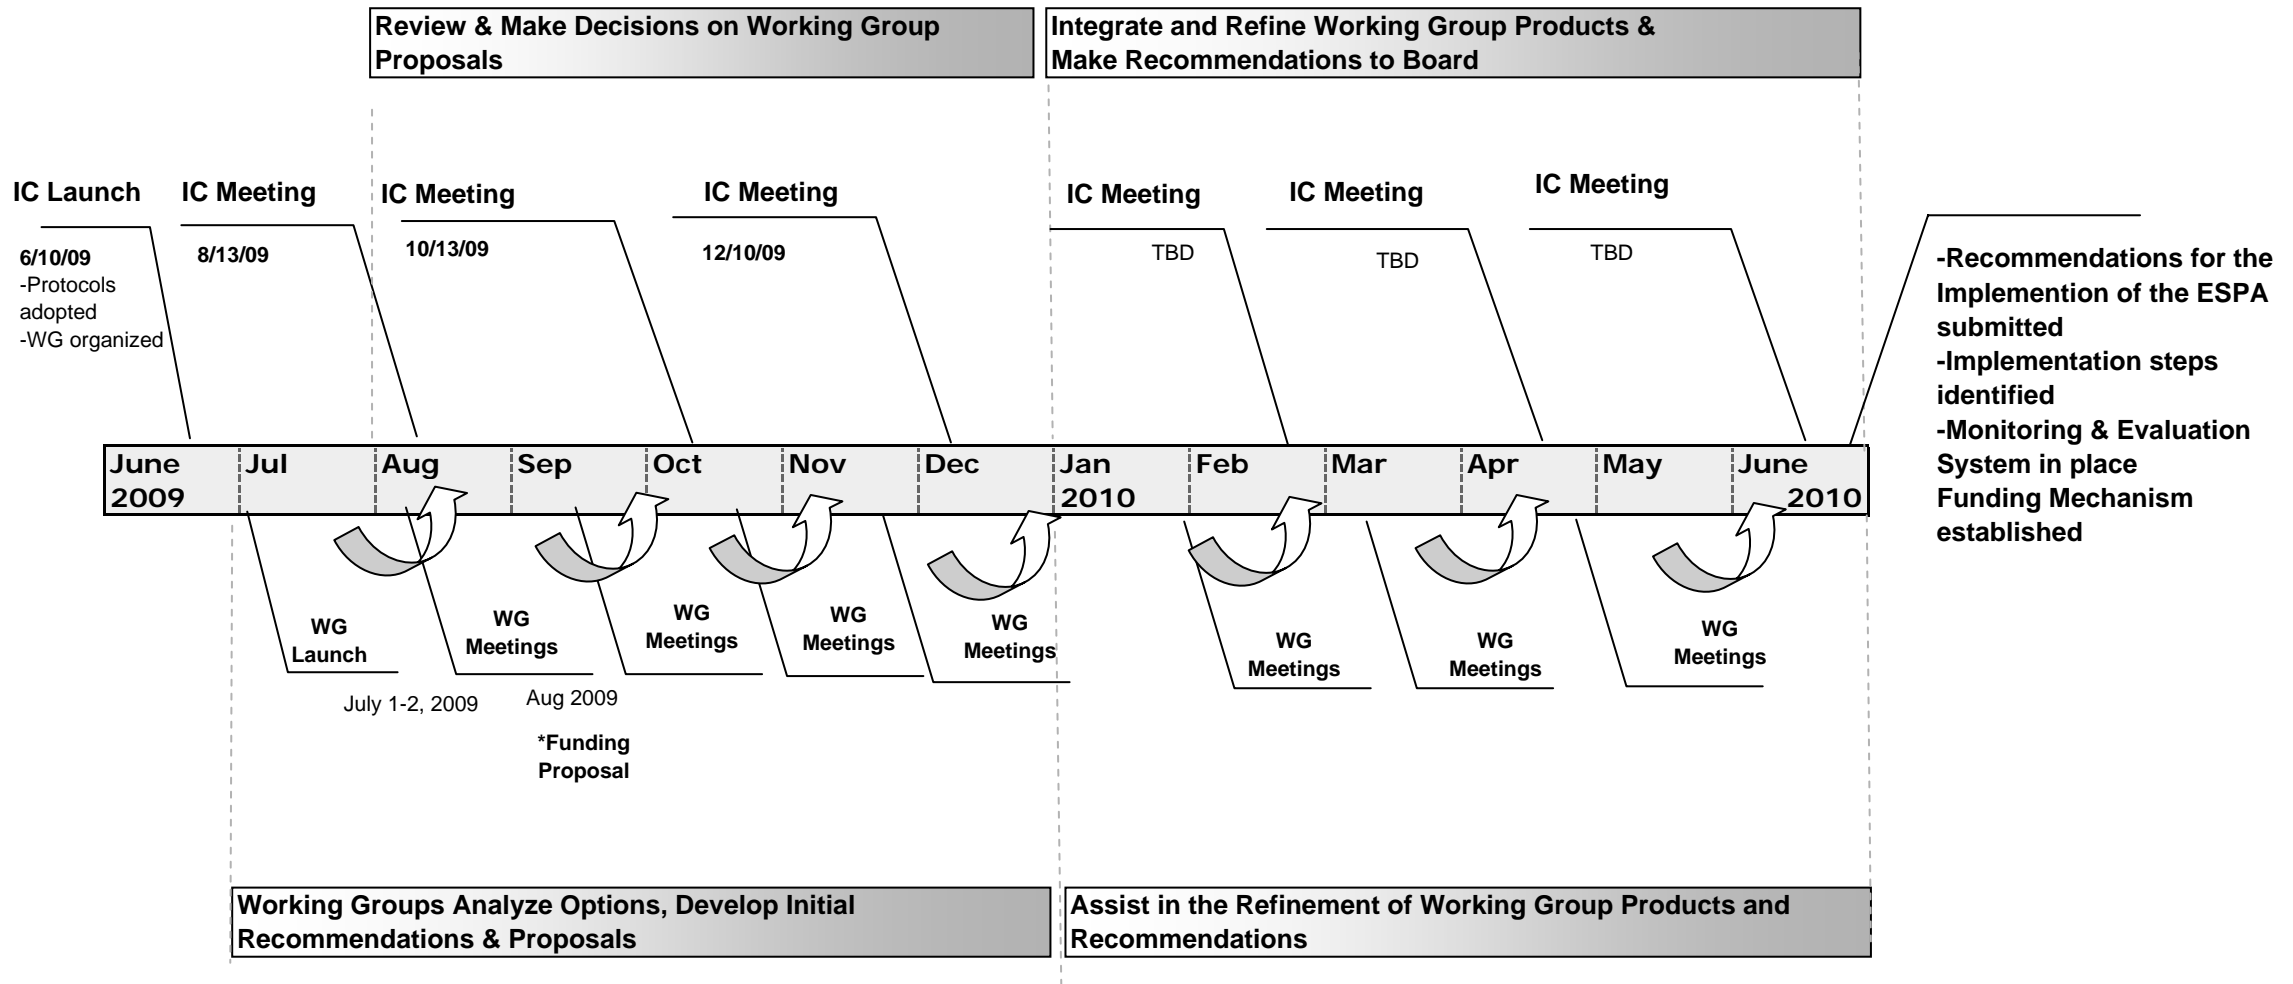 Review & Make Decisions on Working Group
Proposals
Integrate and Refine Working Group Products &
Make Recommendations to Board
IC Launch
6/10/09
-Protocols
adopted
-WG organized
IC Meeting
8/13/09
IC Meeting
10/13/09
IC Meeting
12/10/09
IC Meeting
TBD
IC Meeting
TBD
IC Meeting
TBD
-Recommendations for the
Implemention of the ESPA
submitted
-Implementation steps
identified
-Monitoring & Evaluation
System in place
Funding Mechanism
established
June
2009
Jul
Aug
Sep
Oct
Nov
Dec
Jan
2010
Feb
Mar
Apr
May
June
2010
WG
Launch
July 1-2, 2009
WG
Meetings
Aug 2009
*Funding
Proposal
WG
Meetings
WG
Meetings
WG
Meetings
WG
Meetings
WG
Meetings
WG
Meetings
Working Groups Analyze Options, Develop Initial
Recommendations & Proposals
Assist in the Refinement of Working Group Products and
Recommendations